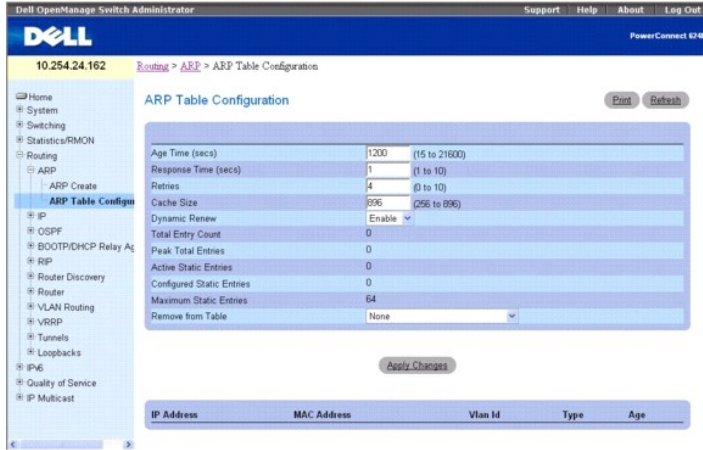 Dell OpenManage Switch Administrator
Support Help About Log Out
DELL
PowerConnect
10.254.24.162
Routing > ARP > ARP Table Configuration
Home
System
Switching
Statistics/RMON
Routing
ARP
ARP Create
ARP Table Configur
IP
OSPF
BOOTP/DHCP Relay Ag
RIP
Router Discovery
Router
VLAN Routing
VRRP
Tunnels
Loopbacks
IPv6
Quality of Service
IP Multicast
ARP Table Configuration
Print Refresh
Age Time (secs) 1200 (15 to 21600)
Response Time (secs) 1 (1 to 10)
Retries 4 (0 to 10)
Cache Size 896 (256 to 896)
Dynamic Renew Enable
Total Entry Count 0
Peak Total Entries 0
Active Static Entries 0
Configured Static Entries 0
Maximum Static Entries 64
Remove from Table None
Apply Changes
IP Address MAC Address Vlan Id Type Age